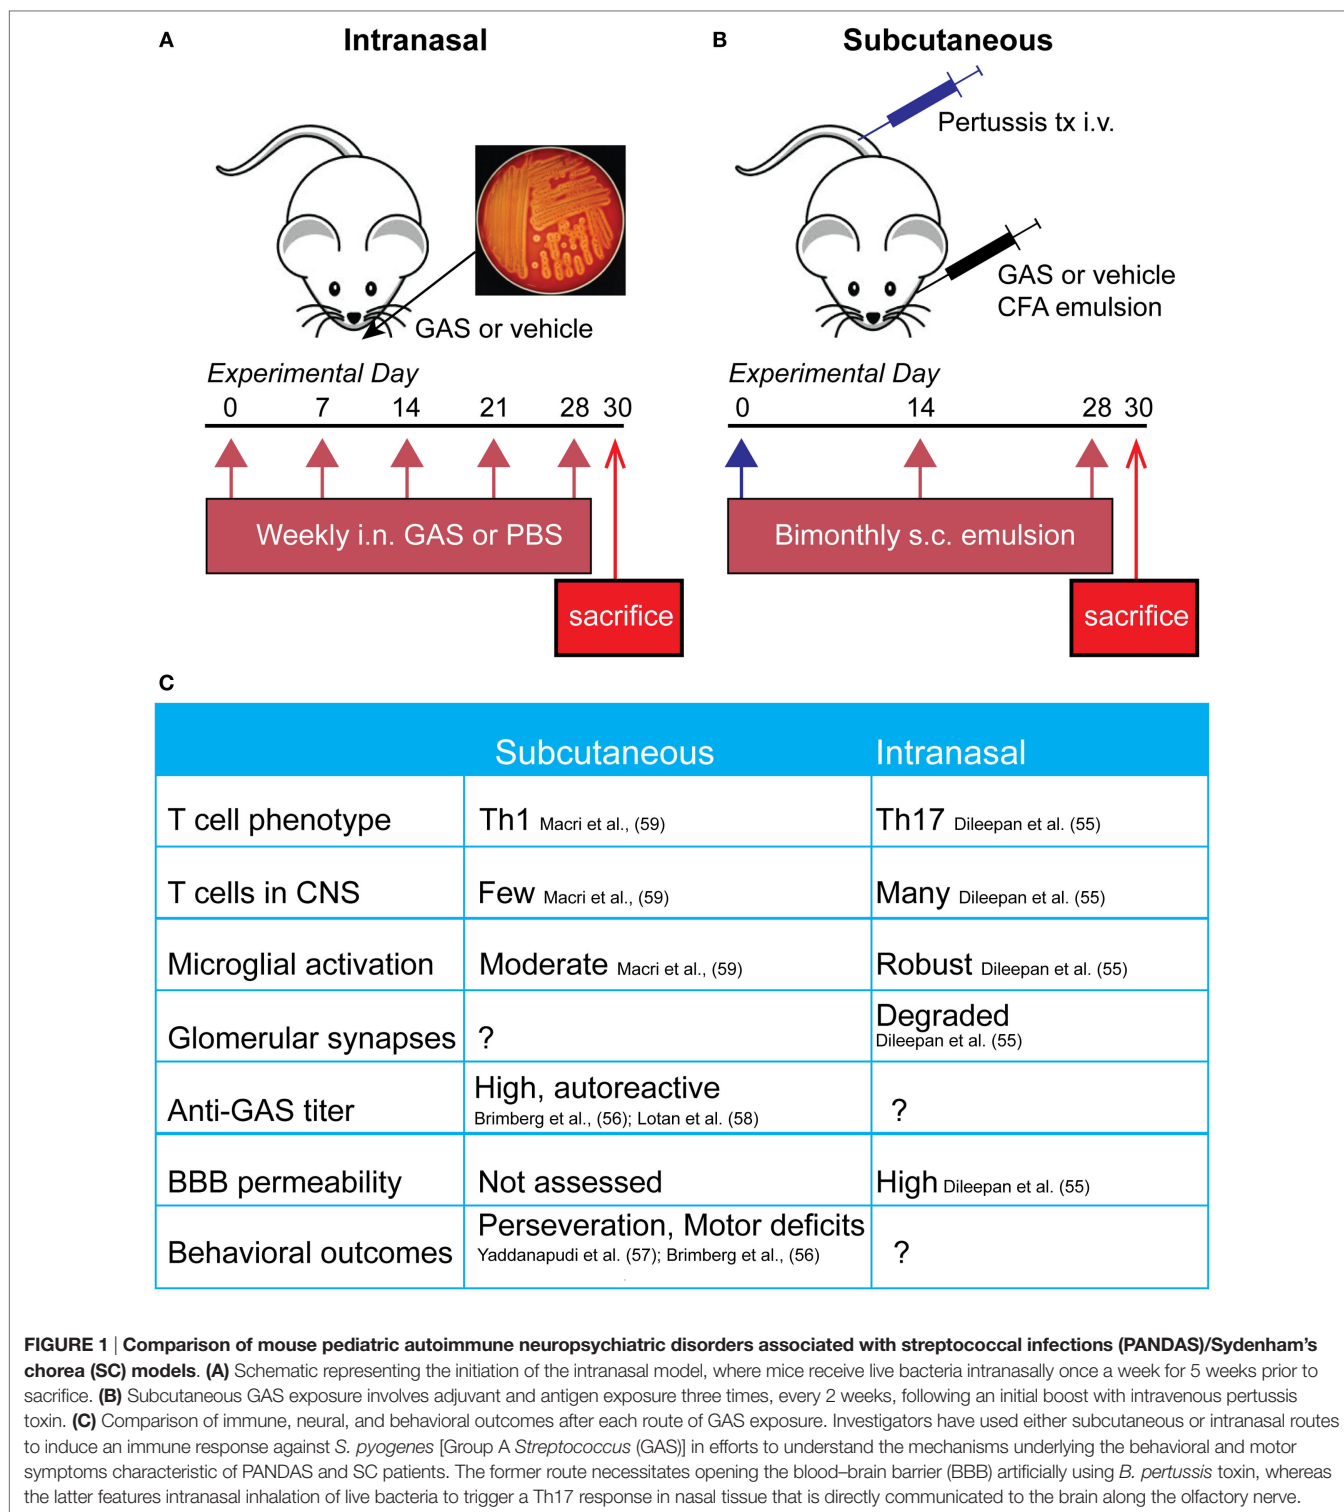 A
Intranasal
GAS or vehicle
Experimental Day
0 7 14 21 28 30
Weekly i.n. GAS or PBS
sacrifice
B
Subcutaneous
Pertussis tx i.v.
GAS or vehicle
CFA emulsion
Experimental Day
0 14 28 30
Bimonthly s.c. emulsion
sacrifice
C
Subcutaneous Intranasal
T cell phenotype Th1 Macri et al., (59) Th17 Dileepan et al. (55)
T cells in CNS Few Macri et al., (59) Many Dileepan et al. (55)
Microglial activation Moderate Macri et al., (59) Robust Dileepan et al. (55)
Glomerular synapses ? Degraded
Dileepan et al. (55)
Anti-GAS titer High, autoreactive ?
Brimberg et al., (56); Lotan et al. (58)
BBB permeability Not assessed High Dileepan et al. (55)
Behavioral outcomes Perseveration, Motor deficits ?
Yaddanapudi et al. (57); Brimberg et al., (56)
FIGURE 1 | Comparison of mouse pediatric autoimmune neuropsychiatric disorders associated with streptococcal infections (PANDAS)/Sydenham's
chorea (SC) models. (A) Schematic representing the initiation of the intranasal model, where mice receive live bacteria intranasally once a week for 5 weeks prior to
sacrifice. (B) Subcutaneous GAS exposure involves adjuvant and antigen exposure three times, every 2 weeks, following an initial boost with intravenous pertussis
toxin. (C) Comparison of immune, neural, and behavioral outcomes after each route of GAS exposure. Investigators have used either subcutaneous or intranasal routes
to induce an immune response against S. pyogenes [Group A Streptococcus (GAS)] in efforts to understand the mechanisms underlying the behavioral and motor
symptoms characteristic of PANDAS and SC patients. The former route necessitates opening the blood–brain barrier (BBB) artificially using B. pertussis toxin, whereas
the latter features intranasal inhalation of live bacteria to trigger a Th17 response in nasal tissue that is directly communicated to the brain along the olfactory nerve.